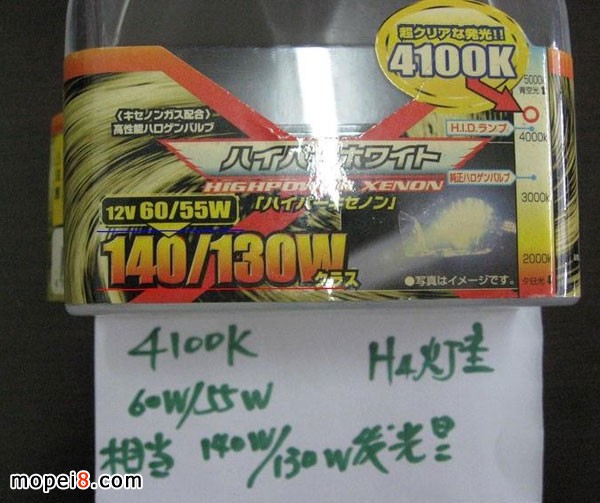 超クリアな発光!!
4100K
5000K
青空光
〈キセノンガス配合〉
高性能ハロゲンバルブ
H.I.D.ランプ
4000K
ハイパーホワイト
純正ハロゲンバルブ
HIGHPOWER XENON
3000K
12V 60/55W
「ハイパーキセノン」
140/130W
クラス
2000K
●写真はイメージです。
夕日光
4100K
H4灯
60W/55W
相当 140W/130W发光
mopei8.com